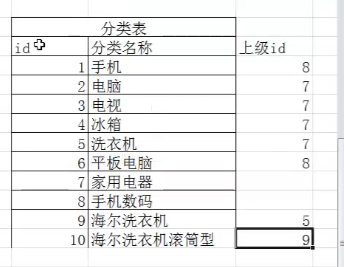 分类表
id 分类名称 上级id
1 手机 8
2 电脑 7
3 电视 7
4 冰箱 7
5 洗衣机 7
6 平板电脑 8
7 家用电器
8 手机数码
9 海尔洗衣机 5
10 海尔洗衣机滚筒型 9